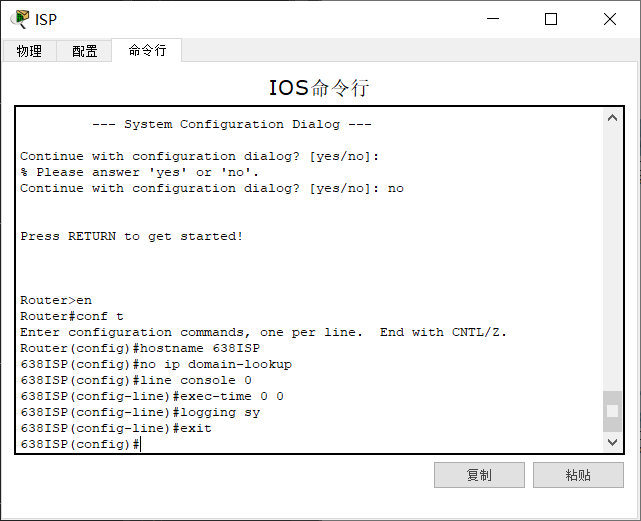 ISP
物理 配置 命令行
IOS命令行
--- System Configuration Dialog ---
Continue with configuration dialog? [yes/no]:
% Please answer 'yes' or 'no'.
Continue with configuration dialog? [yes/no]: no
Press RETURN to get started!
Router>en
Router#conf t
Enter configuration commands, one per line.  End with CNTL/Z.
Router(config)#hostname 638ISP
638ISP(config)#no ip domain-lookup
638ISP(config)#line console 0
638ISP(config-line)#exec-time 0 0
638ISP(config-line)#logging sy
638ISP(config-line)#exit
638ISP(config)#
复制 粘贴